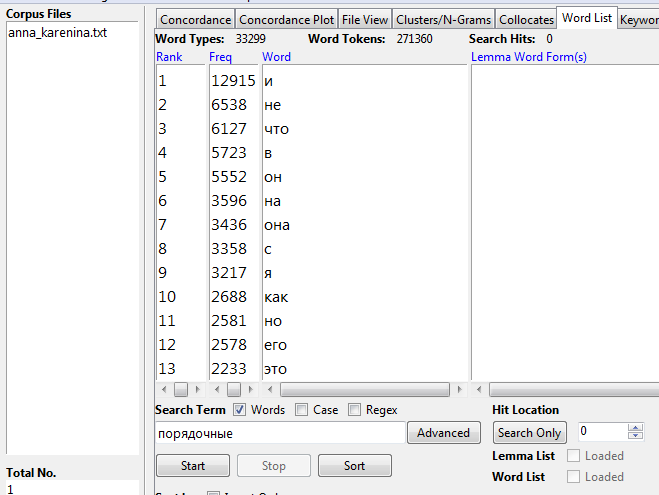 Corpus Files
anna_karenina.txt
Total No.
1
Concordance Concordance Plot File View Clusters/N-Grams Collocates Word List Keyword
Word Types: 33299 Word Tokens: 271360 Search Hits: 0
Rank Freq Word Lemma Word Form(s)
1 12915 и
2 6538 не
3 6127 что
4 5723 в
5 5552 он
6 3596 на
7 3436 она
8 3358 с
9 3217 я
10 2688 как
11 2581 но
12 2578 его
13 2233 это
Search Term Words Case Regex Hit Location
порядочные Advanced Search Only 0
Start Stop Sort
Lemma List Loaded
Word List Loaded